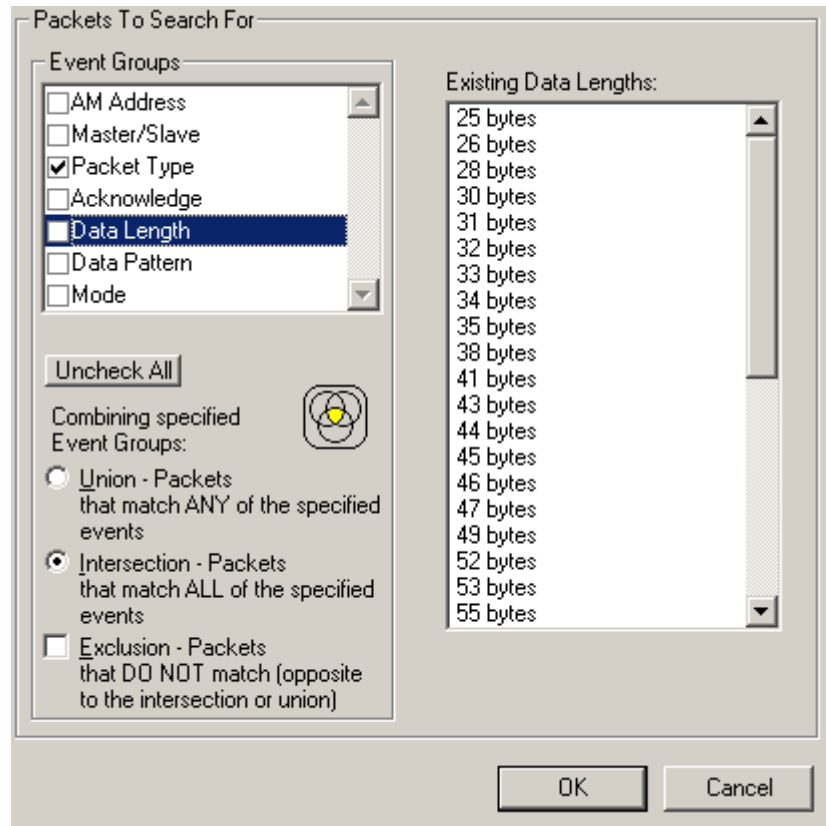 Packets To Search For
Event Groups
AM Address
Master/Slave
Packet Type
Acknowledge
Data Length
Data Pattern
Mode
Uncheck All
Combining specified
Event Groups:
Union - Packets
that match ANY of the specified
events
Intersection - Packets
that match ALL of the specified
events
Exclusion - Packets
that DO NOT match (opposite
to the intersection or union)
Existing Data Lengths:
25 bytes
26 bytes
28 bytes
30 bytes
31 bytes
32 bytes
33 bytes
34 bytes
35 bytes
38 bytes
41 bytes
43 bytes
44 bytes
45 bytes
46 bytes
47 bytes
49 bytes
52 bytes
53 bytes
55 bytes
OK
Cancel